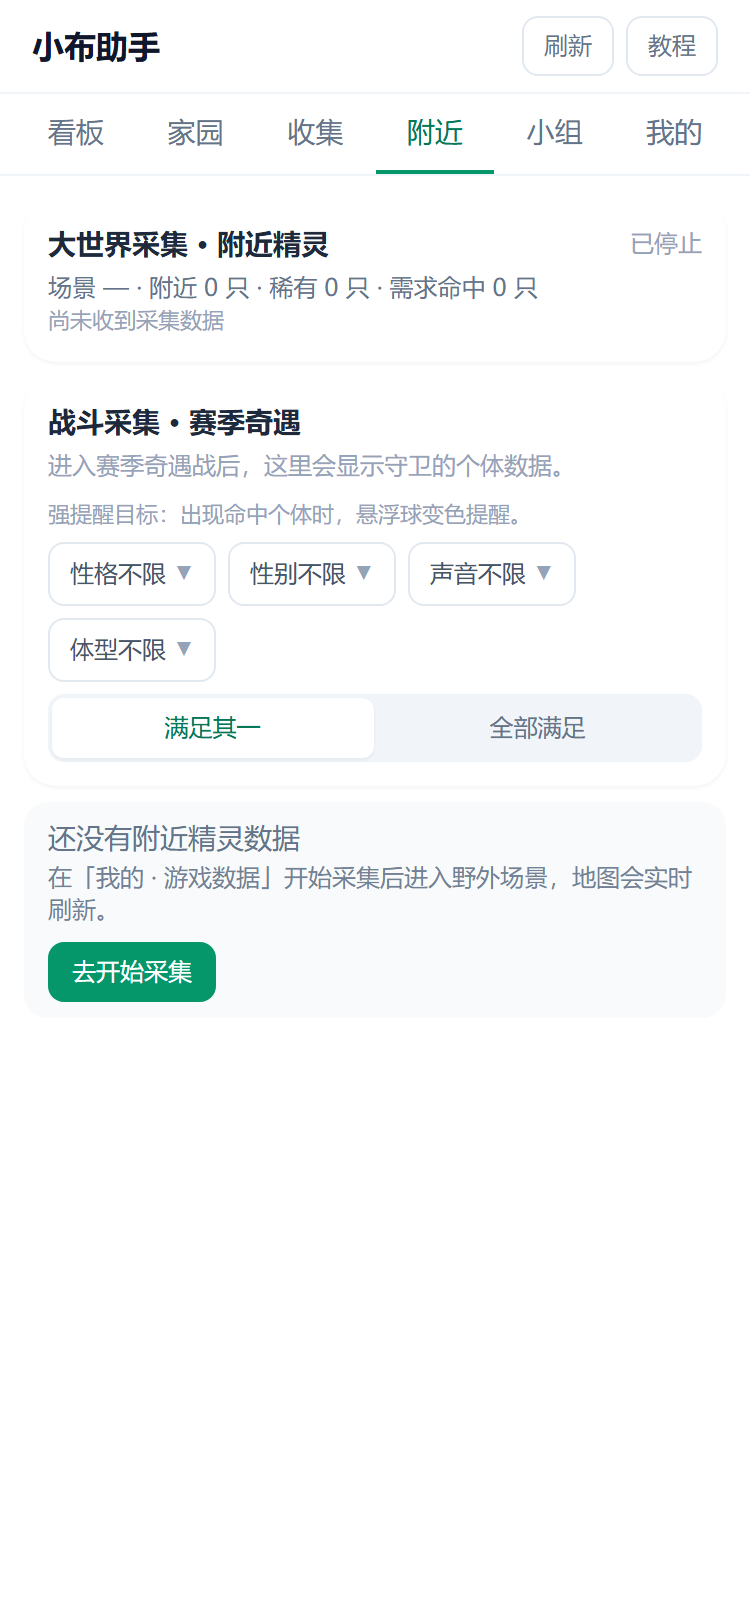 小布助手
刷新
教程
看板
家园
收集
附近
小组
我的
大世界采集 · 附近精灵
已停止
场景 — · 附近 0 只 · 稀有 0 只 · 需求命中 0 只
尚未收到采集数据
战斗采集 · 赛季奇遇
进入赛季奇遇战后，这里会显示守卫的个体数据。
强提醒目标：出现命中个体时，悬浮球变色提醒。
性格不限 ▼
性别不限 ▼
声音不限 ▼
体型不限 ▼
满足其一
全部满足
还没有附近精灵数据
在「我的 · 游戏数据」开始采集后进入野外场景，地图会实时
刷新。
去开始采集